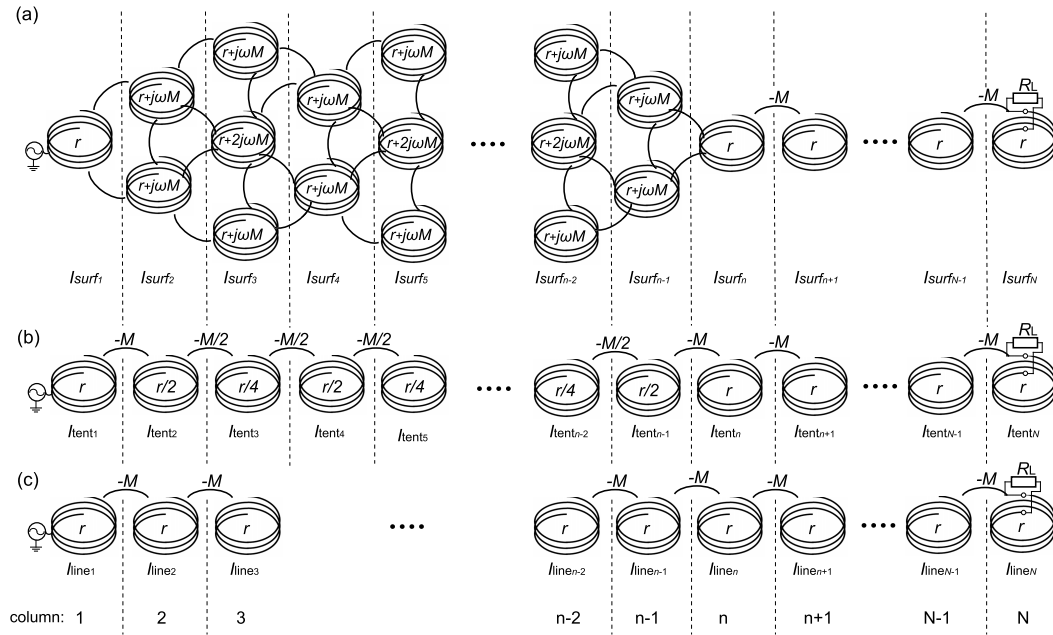 (a)
r
r+jωM
r+jωM
r+jωM
r+2jωM
r+jωM
r+jωM
r+jωM
r+jωM
r+2jωM
r+jωM
r+jωM
r+2jωM
r+jωM
r+jωM
r+jωM
r
-M
r
r
-M
RL
r
Isurf1 Isurf2 Isurf3 Isurf4 Isurf5 Isurfn-2 Isurfn-1 Isurfn Isurfn+1 IsurfN-1 IsurfN
(b)
-M -M/2 -M/2 -M/2 -M/2 -M -M -M RL
r r/2 r/4 r/2 r/4 r/4 r/2 r r r r
Itent1 Itent2 Itent3 Itent4 Itent5 Itentn-2 Itentn-1 Itentn Itentn+1 ItentN-1 ItentN
(c)
-M -M -M -M -M -M RL
r r r r r r r r r
Iline1 Iline2 Iline3 Ilinen-2 Ilinen-1 Ilinen Ilinen+1 IlineN-1 IlineN
column: 1 2 3 n-2 n-1 n n+1 N-1 N